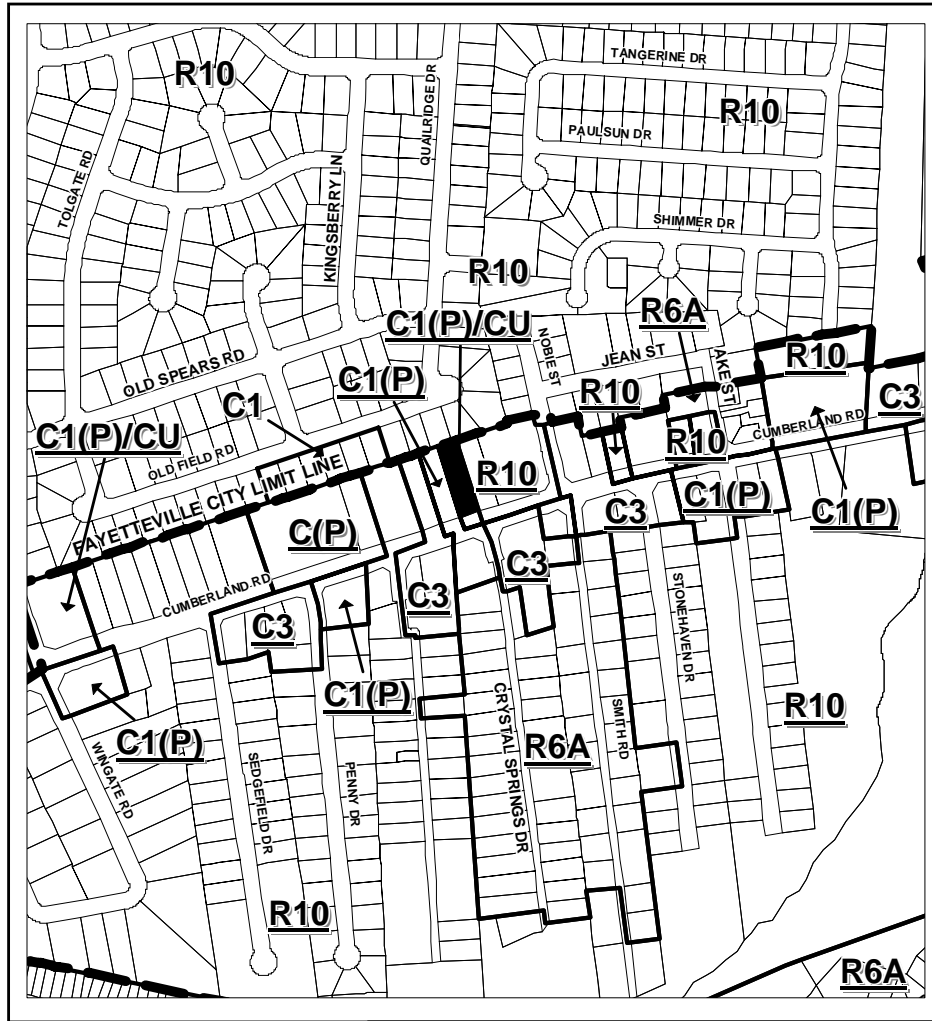 TANGERINE DR
R10
QUAILRIDGE DR
R10
PAULSUN DR
TOLGATE RD
KINGSBERRY LN
SHIMMER DR
R10
R6A
C1(P)/CU
NOBIE ST
JEAN ST
AKE ST
R10
OLD SPEARS RD
C1(P)
R10
C3
C1
CUMBERLAND RD
C1(P)/CU
OLD FIELD RD
R10
R10
FAYETTEVILLE CITY LIMIT LINE
C1(P)
C(P)
C3
C1(P)
C3
CUMBERLAND RD
C3
C3
STONEHAVEN DR
C1(P)
C1(P)
CRYSTAL SPRINGS DR
SMITH RD
R10
WINGATE RD
SEDGEFIELD DR
PENNY DR
R6A
R10
R6A